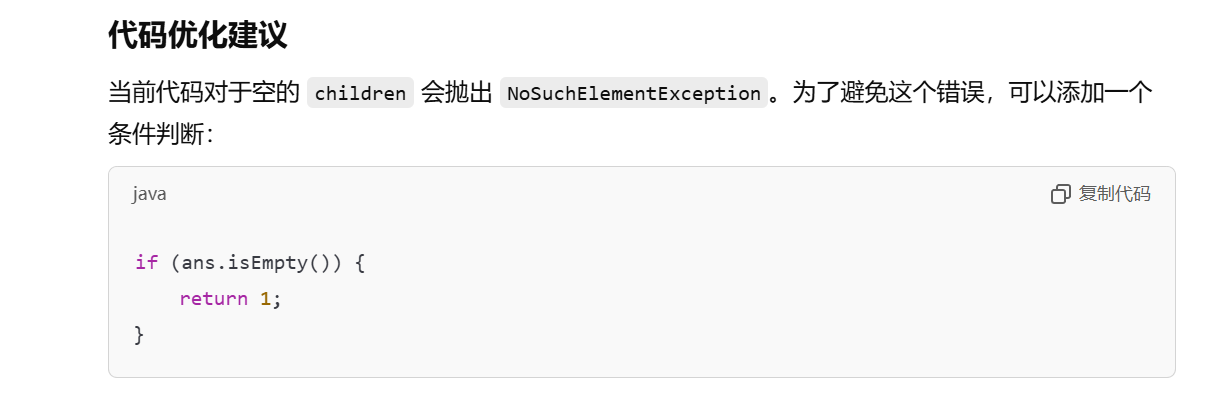 代码优化建议
当前代码对于空的 children 会抛出 NoSuchElementException。为了避免这个错误，可以添加一个
条件判断：
java 复制代码
if (ans.isEmpty()) {
    return 1;
}